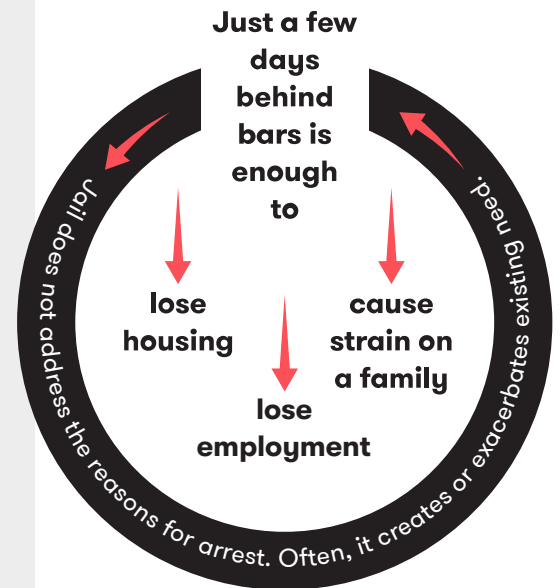 Just a few
days
behind
bars is
enough
to
lose
housing
lose
employment
cause
strain on
a family
Jail does not address the reasons for arrest. Often, it creates or exacerbates existing need.